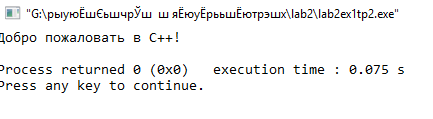 "G:\рыуюЁшЄьшчрЎш  ш яЁюуЁрььшЁютрэшх\lab2\lab2ex1tp2.exe"
Добро пожаловать в C++!
Process returned 0 (0x0)   execution time : 0.075 s
Press any key to continue.